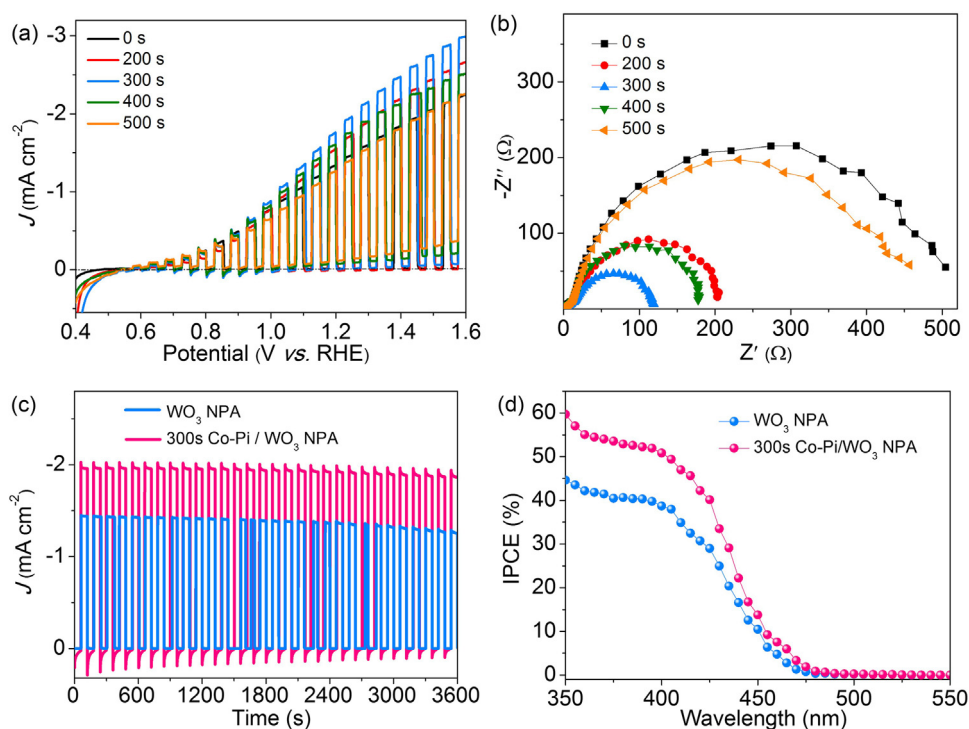 (a)
0 s
200 s
300 s
400 s
500 s
J (mA cm⁻²)
-3
-2
-1
0
0.4 0.6 0.8 1.0 1.2 1.4 1.6
Potential (V vs. RHE)
(b)
0 s
200 s
300 s
400 s
500 s
-Z″ (Ω)
350
300
200
100
0 100 200 300 400 500
Z′ (Ω)
(c)
WO₃ NPA
300s Co-Pi / WO₃ NPA
J (mA cm⁻²)
-2
-1
0
0 600 1200 1800 2400 3000 3600
Time (s)
(d)
WO₃ NPA
300s Co-Pi/WO₃ NPA
IPCE (%)
60
50
40
30
20
10
0
350 400 450 500 550
Wavelength (nm)